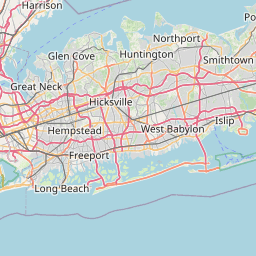 Harrison
Northport
Glen Cove
Huntington
Smithtown
Great Neck
Hicksville
Hempstead
West Babylon
Islip
Freeport
Long Beach